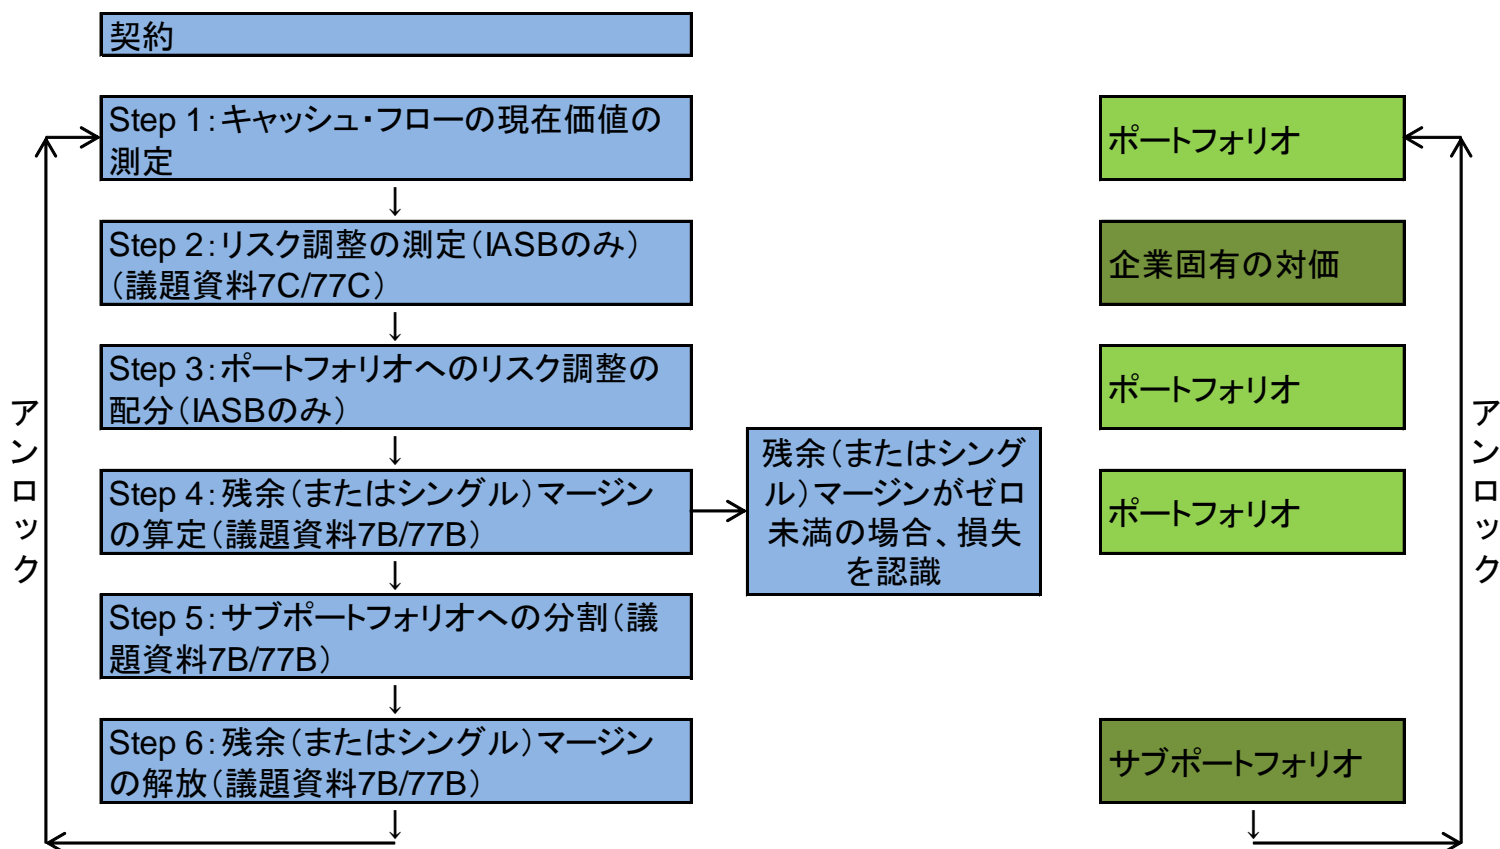 契約
Step 1：キャッシュ・フローの現在価値の
測定
ポートフォリオ
↓
Step 2：リスク調整の測定（IASBのみ）
（議題資料7C/77C）
企業固有の対価
↓
Step 3：ポートフォリオへのリスク調整の
配分（IASBのみ）
ポートフォリオ
↓
Step 4：残余（またはシングル）マージン
の算定（議題資料7B/77B）
残余（またはシング
ル）マージンがゼロ
未満の場合、損失
を認識
ポートフォリオ
↓
Step 5：サブポートフォリオへの分割（議
題資料7B/77B）
↓
Step 6：残余（またはシングル）マージン
の解放（議題資料7B/77B）
サブポートフォリオ
↓
↓
アンロック
アンロック